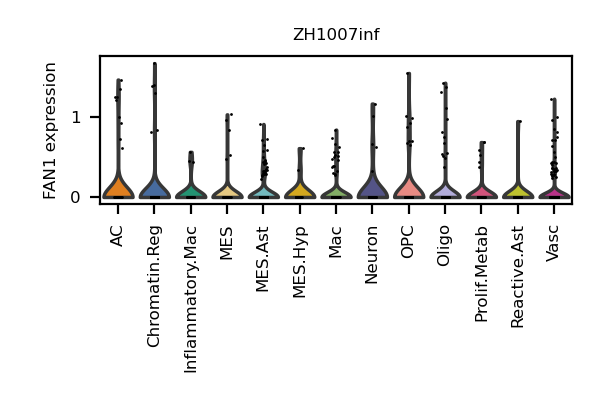 ZH1007inf
FAN1 expression
1
0
AC
Chromatin.Reg
Inflammatory.Mac
MES
MES.Ast
MES.Hyp
Mac
Neuron
OPC
Oligo
Prolif.Metab
Reactive.Ast
Vasc